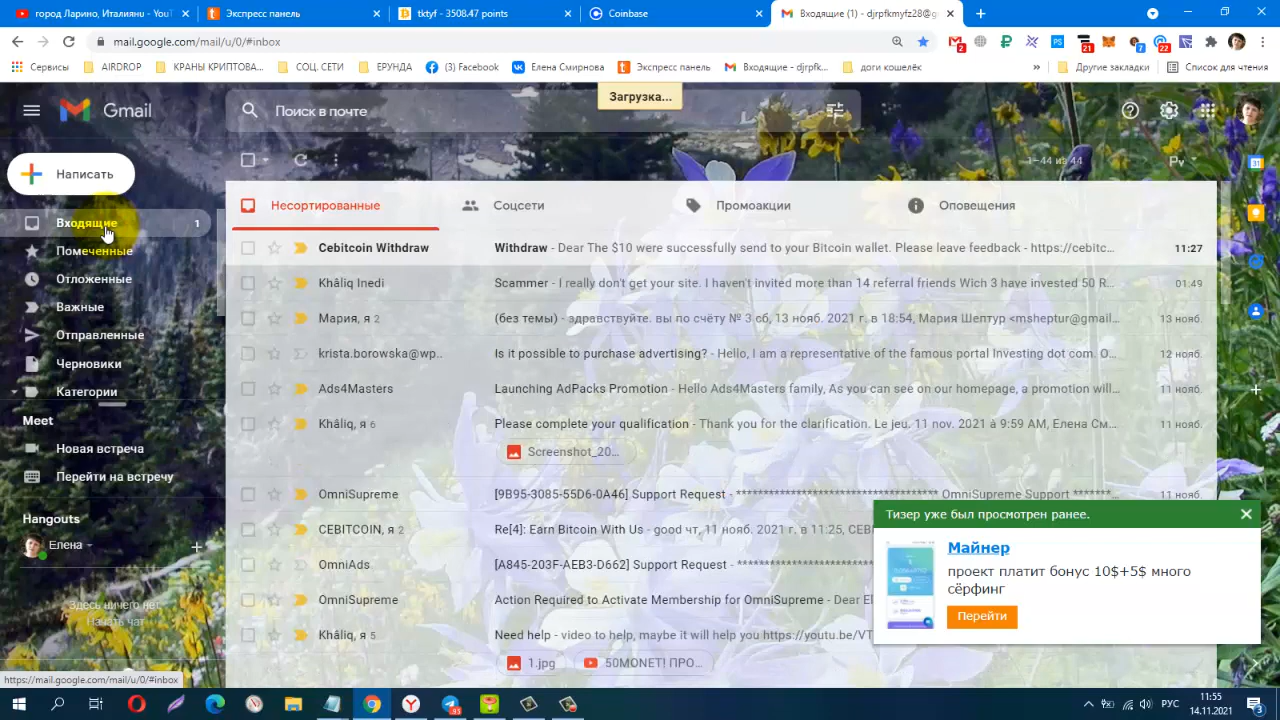 город Ларино, Итальянı - YouT
Экспресс панель
tktyf - 3508.47 points
Coinbase
Входящие (1) - djrpfkmyfz28@g
mail.google.com/mail/u/0/#inbox
2
21
7
22
Сервисы
AIRDROP
КРАНЫ КРИПТОВА...
СОЦ. СЕТИ
ЕРУНДА
(3) Facebook
Елена Смирнова
Экспресс панель
Входящие - djrpfk...
доги кошелёк
»
Другие закладки
Список для чтения
Gmail
Поиск в почте
Загрузка...
Написать
1–44 из 44
Ру
Входящие 1
Помеченные
Отложенные
Важные
Отправленные
Черновики
Категории
Meet
Новая встреча
Перейти на встречу
Hangouts
Елена
Здесь ничего нет.
Начать чат
Несортированные
Соцсети
Промоакции
Оповещения
Cebitcoin Withdraw Withdraw - Dear The $10 were successfully send to your Bitcoin wallet. Please leave feedback - https://cebitc... 11:27
Khâliq Inedi Scammer - I really don't get your site. I haven't invited more than 14 referral friends Wich 3 have invested 50 R... 01:49
Мария, я 2 (без темы) - здравствуйте. вы по счёту № 3 сб, 13 нояб. 2021 г. в 18:54, Мария Шептур <msheptur@gmail... 13 нояб.
krista.borowska@wp.. Is it possible to purchase advertising? - Hello, I am a representative of the famous portal Investing dot com. O... 12 нояб.
Ads4Masters Launching AdPacks Promotion - Hello Ads4Masters family, As you can see on our homepage, a promotion will... 11 нояб.
Khâliq, я 6 Please complete your qualification - Thank you for the clarification. Le jeu. 11 nov. 2021 à 9:59 AM, Елена См... 11 нояб.
Screenshot_20...
OmniSupreme [9B95-3085-55D6-0A46] Support Request - ************************************ OmniSupreme Support *******... 11 нояб.
CEBITCOIN, я 2 Re[4]: Earn Bitcoin With Us - good чт, 11 нояб. 2021 г. в 11:25, CEBI
OmniAds [A845-203F-AEB3-D662] Support Request - ******************
OmniSupreme Action Required to Activate Membership for OmniSupreme - Dear El
Khâliq, я 5 Need help - video to help, maybe it will help you https://youtu.be/VT
1.jpg
50MONET! ПРО...
Тизер уже был просмотрен ранее.
Майнер
проект платит бонус 10$+5$ много
сёрфинг
Перейти
https://mail.google.com/mail/u/0/#inbox
93
РУС
11:55
14.11.2021
3